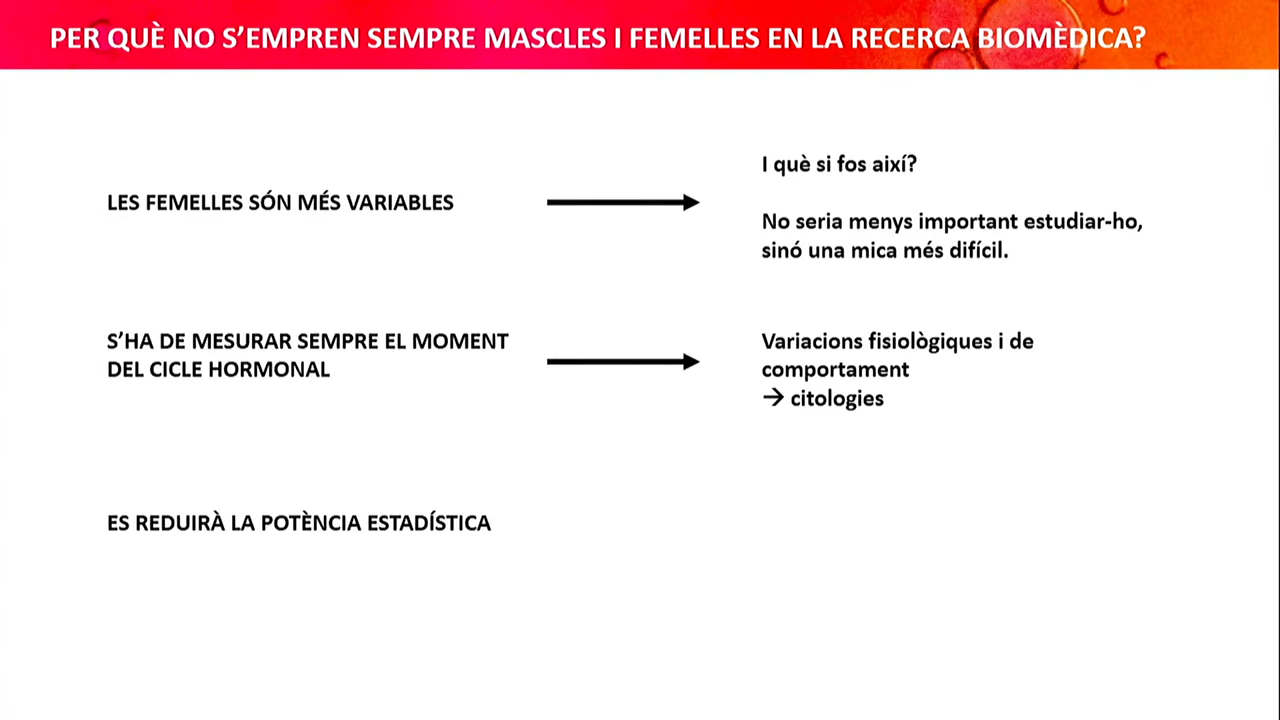 PER QUÈ NO S’EMPREN SEMPRE MASCLES I FEMELLES EN LA RECERCA BIOMÈDICA?
LES FEMELLES SÓN MÉS VARIABLES
I què si fos així?
No seria menys important estudiar-ho,
sinó una mica més difícil.
S’HA DE MESURAR SEMPRE EL MOMENT
DEL CICLE HORMONAL
Variacions fisiològiques i de
comportament
→ citologies
ES REDUIRÀ LA POTÈNCIA ESTADÍSTICA